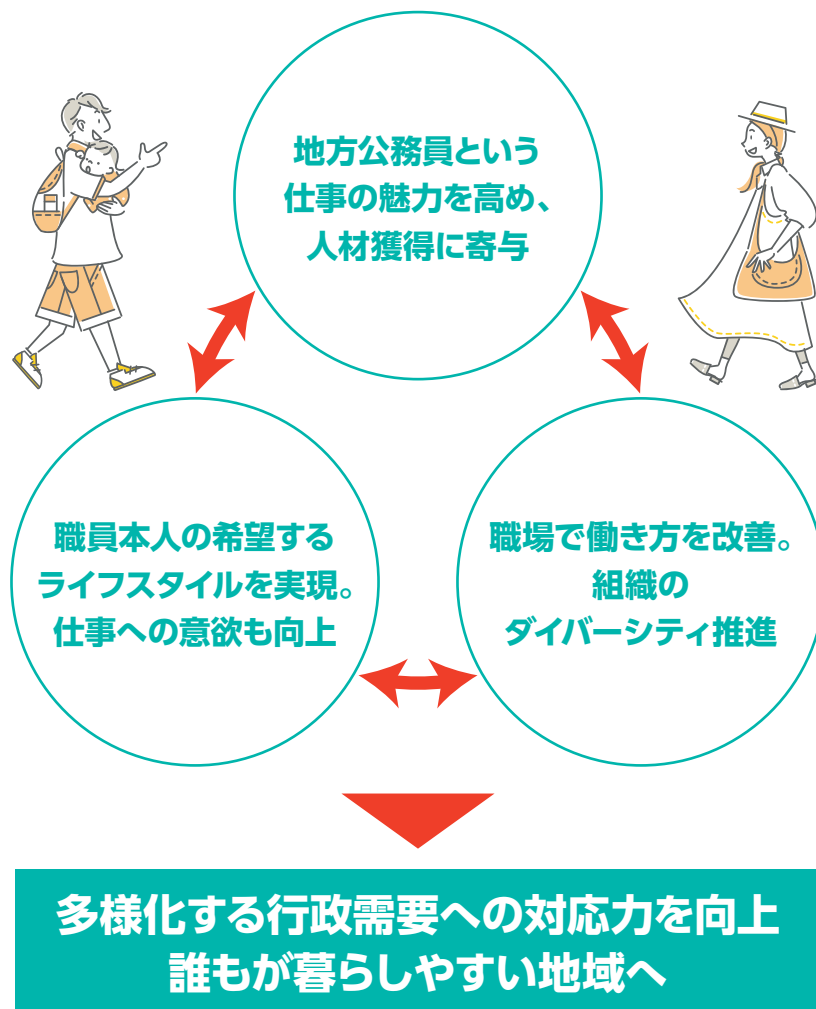 地方公務員という
仕事の魅力を高め、
人材獲得に寄与
職員本人の希望する
ライフスタイルを実現。
仕事への意欲も向上
職場で働き方を改善。
組織の
ダイバーシティ推進
多様化する行政需要への対応力を向上
誰もが暮らしやすい地域へ